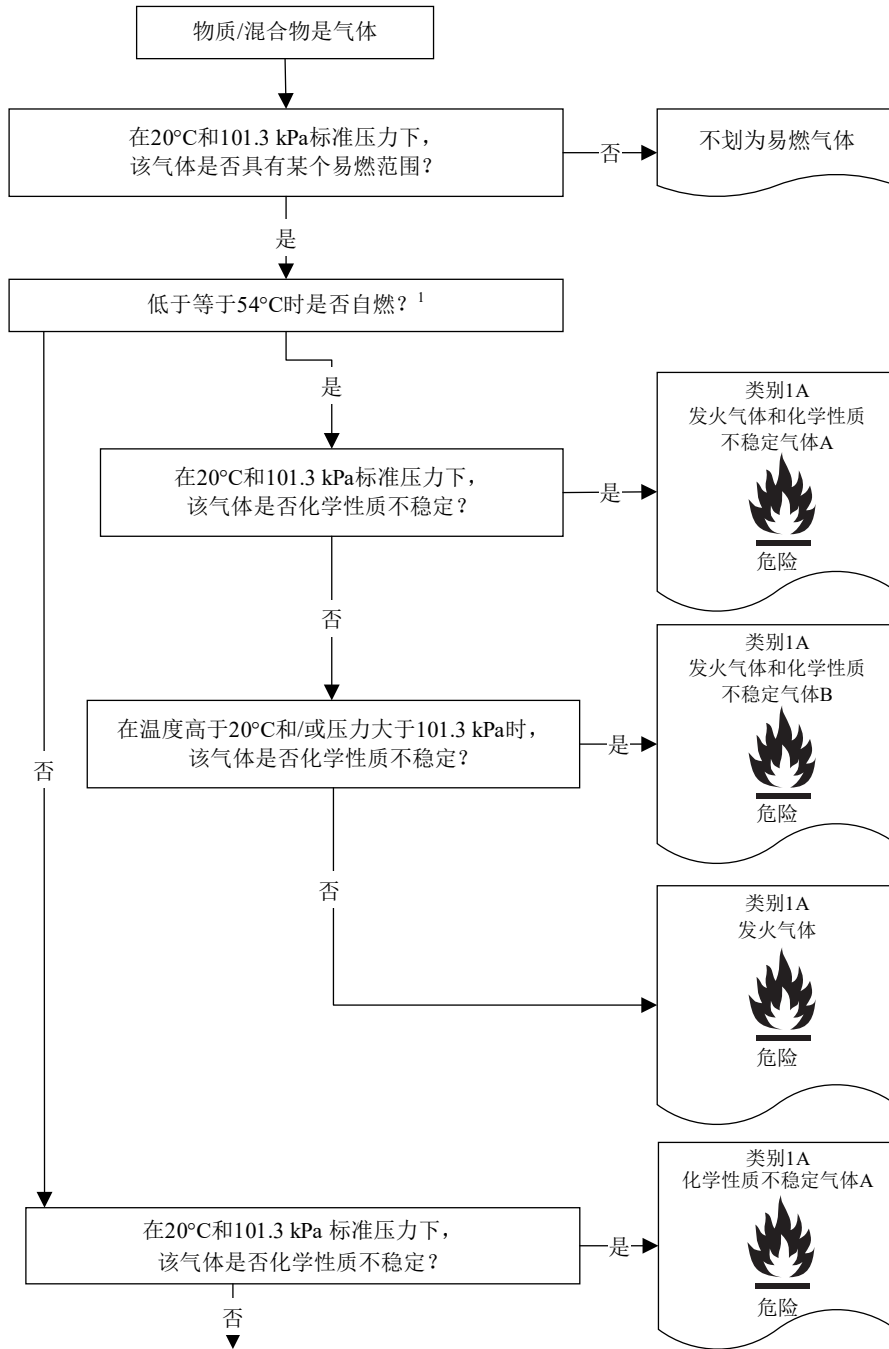 物质/混合物是气体
在20°C和101.3 kPa标准压力下，
该气体是否具有某个易燃范围？
否
不划为易燃气体
是
低于等于54°C时是否自燃？1
是
类别1A
发火气体和化学性质
不稳定气体A
危险
在20°C和101.3 kPa标准压力下，
该气体是否化学性质不稳定？
是
否
类别1A
发火气体和化学性质
不稳定气体B
危险
在温度高于20°C和/或压力大于101.3 kPa时，
该气体是否化学性质不稳定？
是
否
否
类别1A
发火气体
危险
类别1A
化学性质不稳定气体A
危险
在20°C和101.3 kPa 标准压力下，
该气体是否化学性质不稳定？
是
否